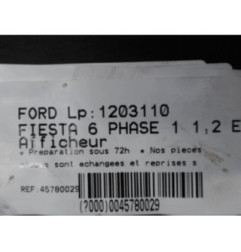 FORD Lp:1203110
FIESTA 6 PHASE 1 1,2 E
Afficheur
* Preparation sous 72h * Nos pieces
sont echangees et reprises s
REF:45780029
(7000)0045780029